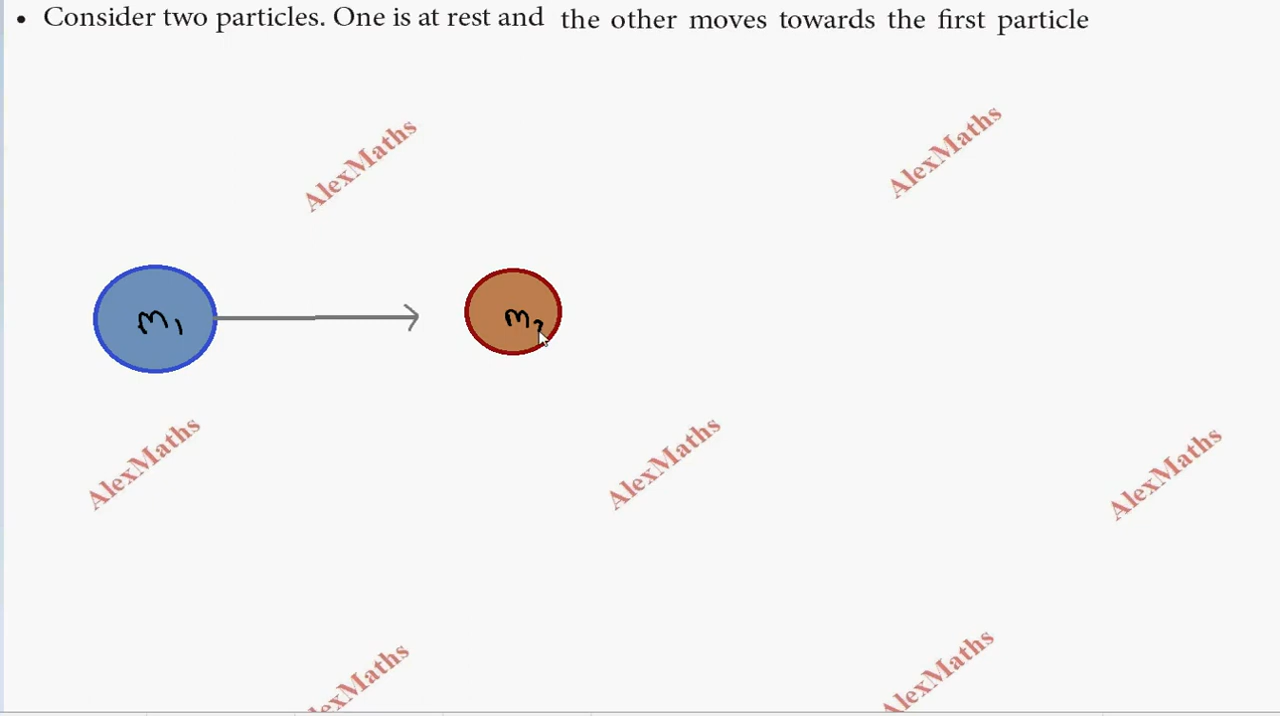 • Consider two particles. One is at rest and the other moves towards the first particle
AlexMaths
AlexMaths
m₁
m₂
AlexMaths
AlexMaths
AlexMaths
lexMaths
AlexMaths